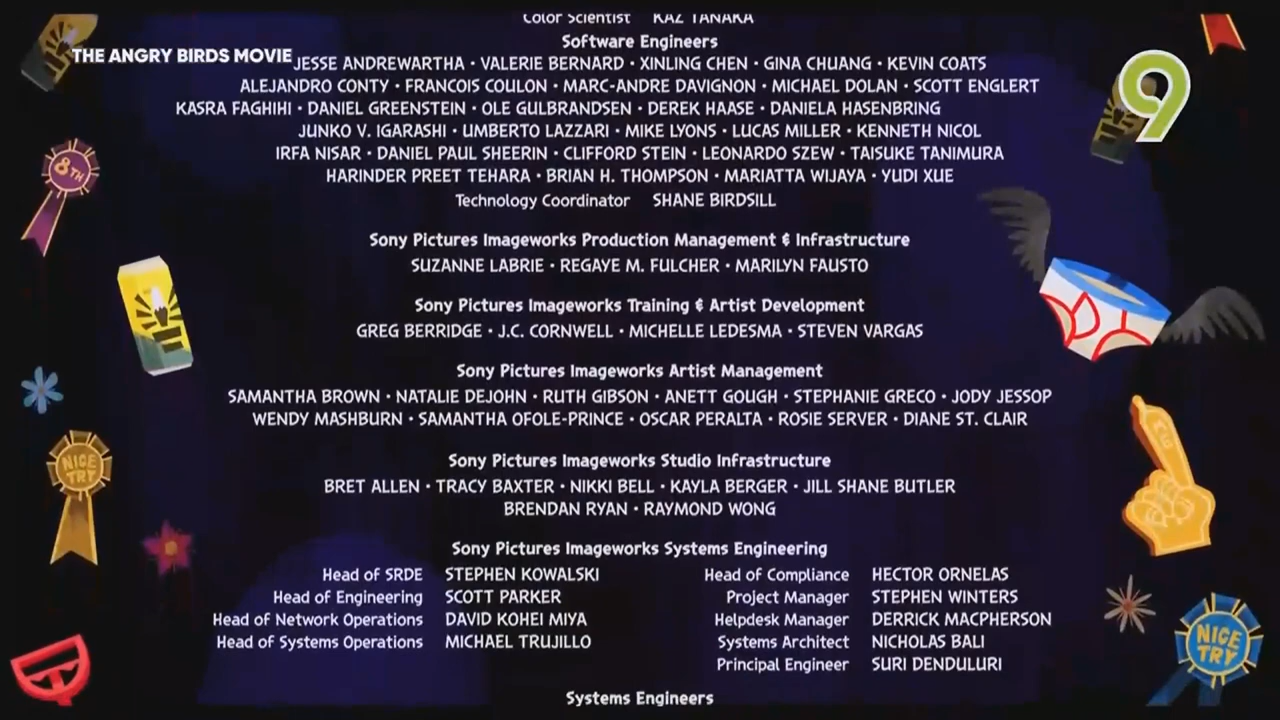 Color Scientist KAZ TANAKA
THE ANGRY BIRDS MOVIE
9
Software Engineers
JESSE ANDREWARTHA • VALERIE BERNARD • XINLING CHEN • GINA CHUANG • KEVIN COATS
ALEJANDRO CONTY • FRANCOIS COULON • MARC-ANDRE DAVIGNON • MICHAEL DOLAN • SCOTT ENGLERT
KASRA FAGHIHI • DANIEL GREENSTEIN • OLE GULBRANDSEN • DEREK HAASE • DANIELA HASENBRING
JUNKO V. IGARASHI • UMBERTO LAZZARI • MIKE LYONS • LUCAS MILLER • KENNETH NICOL
IRFA NISAR • DANIEL PAUL SHEERIN • CLIFFORD STEIN • LEONARDO SZEW • TAISUKE TANIMURA
HARINDER PREET TEHARA • BRIAN H. THOMPSON • MARIATTA WIJAYA • YUDI XUE
Technology Coordinator SHANE BIRDSILL
8TH
Sony Pictures Imageworks Production Management & Infrastructure
SUZANNE LABRIE • REGAYE M. FULCHER • MARILYN FAUSTO
Sony Pictures Imageworks Training & Artist Development
GREG BERRIDGE • J.C. CORNWELL • MICHELLE LEDESMA • STEVEN VARGAS
Sony Pictures Imageworks Artist Management
SAMANTHA BROWN • NATALIE DEJOHN • RUTH GIBSON • ANETT GOUGH • STEPHANIE GRECO • JODY JESSOP
WENDY MASHBURN • SAMANTHA OFOLE-PRINCE • OSCAR PERALTA • ROSIE SERVER • DIANE ST. CLAIR
Sony Pictures Imageworks Studio Infrastructure
BRET ALLEN • TRACY BAXTER • NIKKI BELL • KAYLA BERGER • JILL SHANE BUTLER
BRENDAN RYAN • RAYMOND WONG
NICE
TRY
Sony Pictures Imageworks Systems Engineering
Head of SRDE STEPHEN KOWALSKI
Head of Engineering SCOTT PARKER
Head of Network Operations DAVID KOHEI MIYA
Head of Systems Operations MICHAEL TRUJILLO
Head of Compliance HECTOR ORNELAS
Project Manager STEPHEN WINTERS
Helpdesk Manager DERRICK MACPHERSON
Systems Architect NICHOLAS BALI
Principal Engineer SURI DENDULURI
NICE
TRY
Systems Engineers